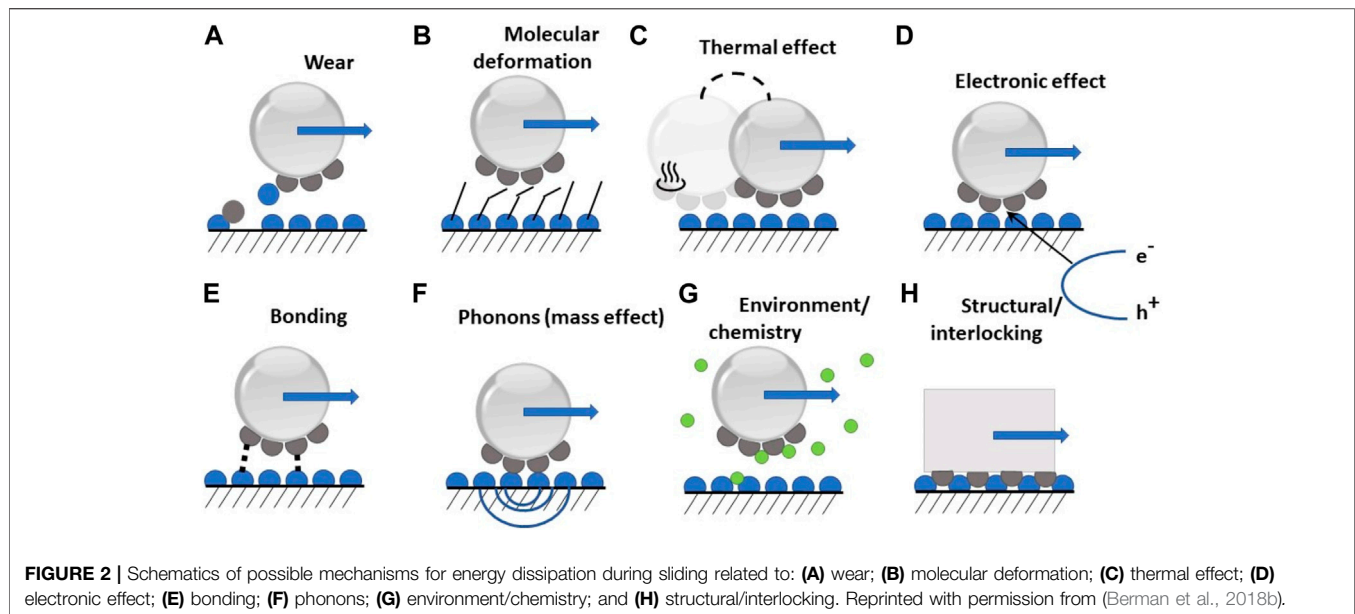 A
Wear
B
Molecular
deformation
C
Thermal effect
D
Electronic effect
e-
h+
E
Bonding
F
Phonons (mass effect)
G
Environment/
chemistry
H
Structural/
interlocking
FIGURE 2 | Schematics of possible mechanisms for energy dissipation during sliding related to: (A) wear; (B) molecular deformation; (C) thermal effect; (D)
electronic effect; (E) bonding; (F) phonons; (G) environment/chemistry; and (H) structural/interlocking. Reprinted with permission from (Berman et al., 2018b).